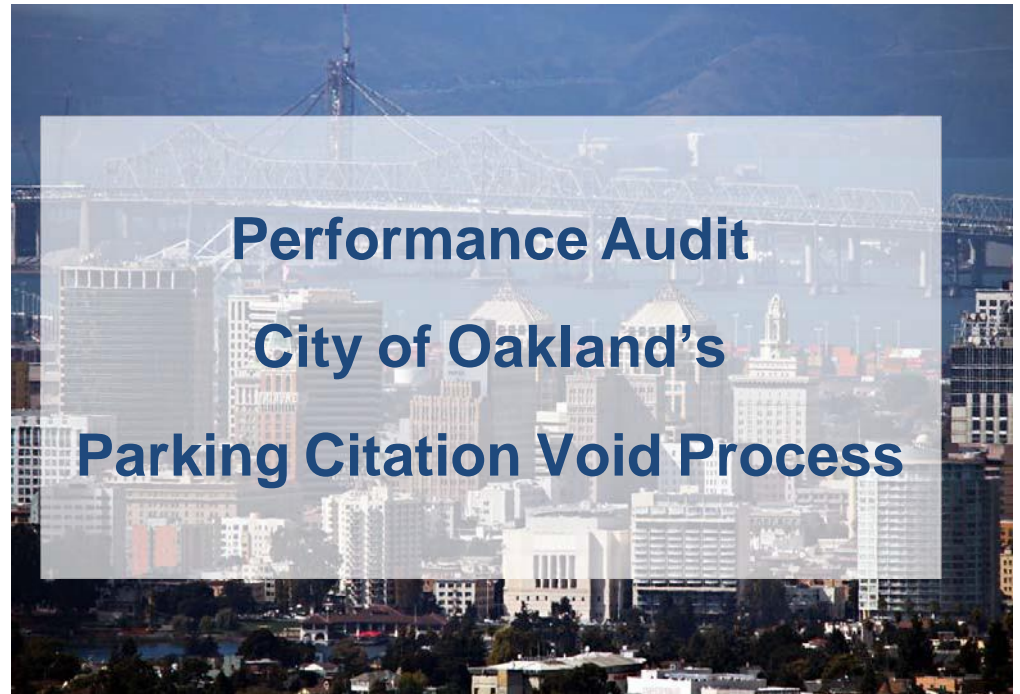 Performance Audit
City of Oakland’s
Parking Citation Void Process